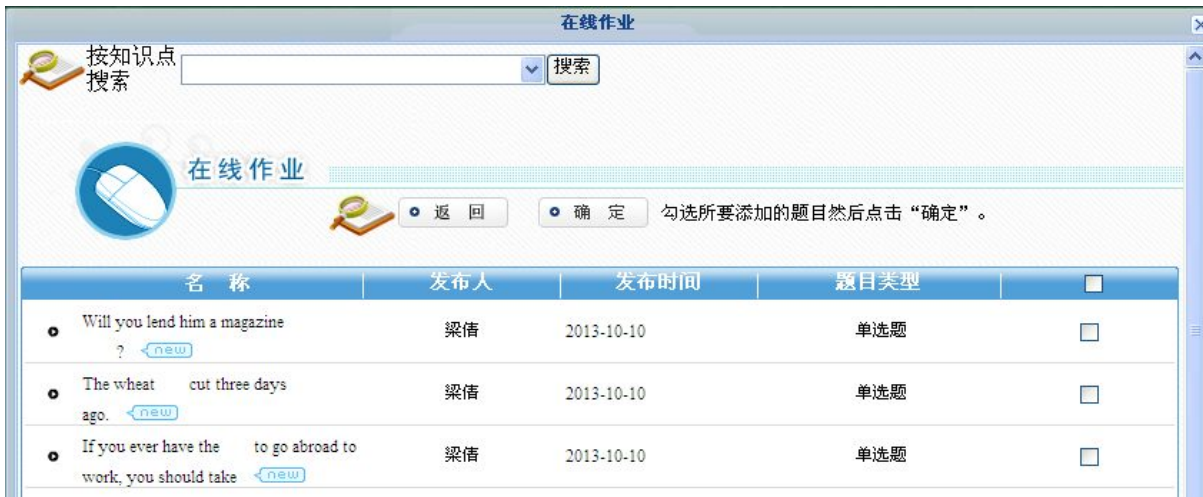 在线作业
按知识点
搜索
搜索
在线作业
返 回 确 定 勾选所要添加的题目然后点击“确定”。
名 称 发布人 发布时间 题目类型
Will you lend him a magazine 梁倩 2013-10-10 单选题
? new
The wheat cut three days 梁倩 2013-10-10 单选题
ago. new
If you ever have the to go abroad to 梁倩 2013-10-10 单选题
work, you should take new